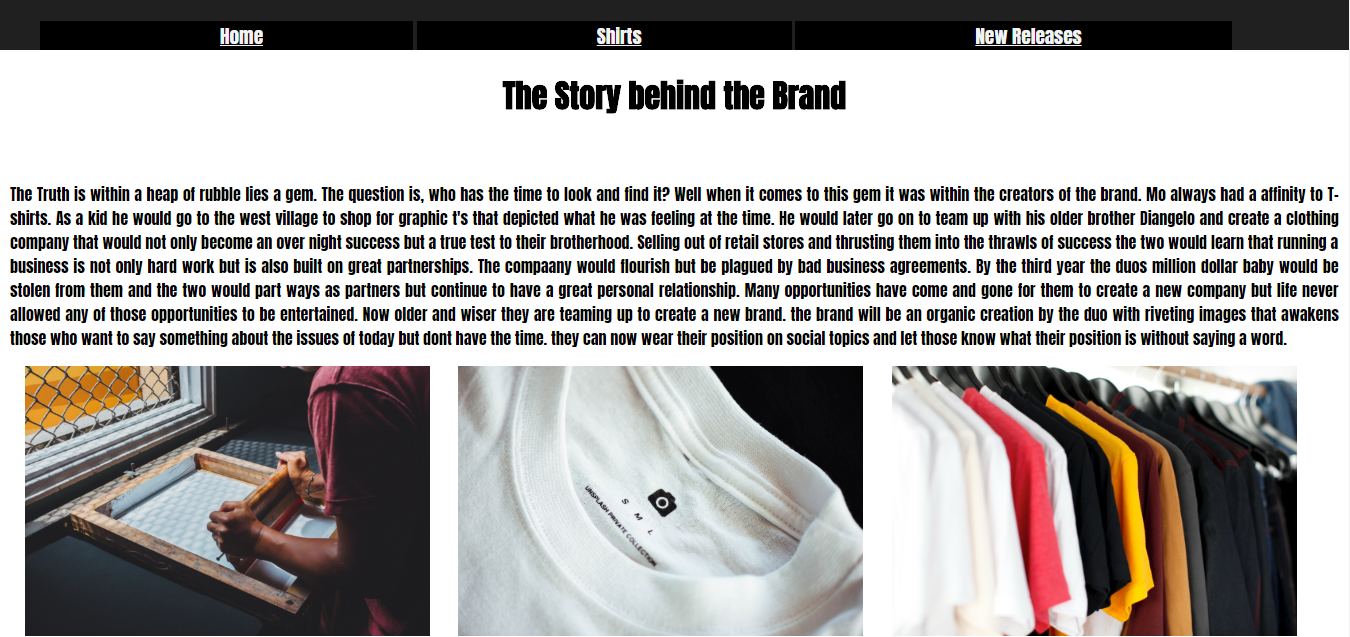 Home
Shirts
New Releases
The Story behind the Brand
The Truth is within a heap of rubble lies a gem. The question is, who has the time to look and find it? Well when it comes to this gem it was within the creators of the brand. Mo always had a affinity to T-
shirts. As a kid he would go to the west village to shop for graphic t's that depicted what he was feeling at the time. He would later go on to team up with his older brother Diangelo and create a clothing
company that would not only become an over night success but a true test to their brotherhood. Selling out of retail stores and thrusting them into the thrawls of success the two would learn that running a
business is not only hard work but is also built on great partnerships. The compaany would flourish but be plagued by bad business agreements. By the third year the duos million dollar baby would be
stolen from them and the two would part ways as partners but continue to have a great personal relationship. Many opportunities have come and gone for them to create a new company but life never
allowed any of those opportunities to be entertained. Now older and wiser they are teaming up to create a new brand. the brand will be an organic creation by the duo with riveting images that awakens
those who want to say something about the issues of today but dont have the time. they can now wear their position on social topics and let those know what their position is without saying a word.
S M L
UNSPLASH PRIVATE COLLECTION